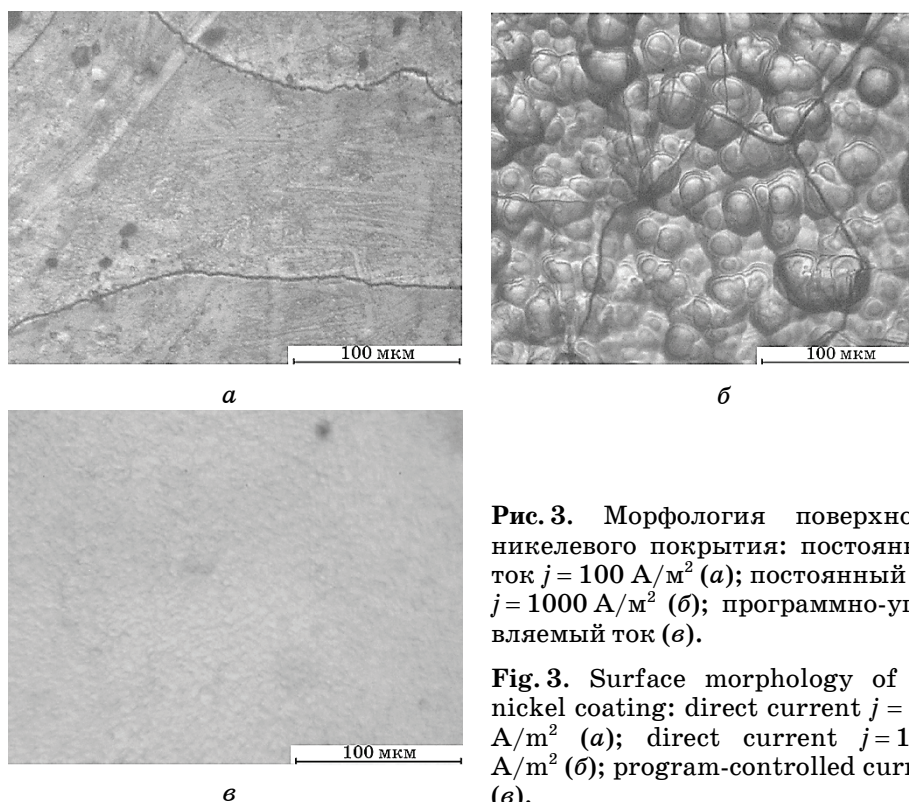 100 мкм
100 мкм
а
б
100 мкм
в
Рис. 3. Морфология поверхно
никелевого покрытия: постоянн
ток j = 100 А/м² (а); постоянный
j = 1000 А/м² (б); программно-уп
вляемый ток (в).
Fig. 3. Surface morphology of
nickel coating: direct current j =
A/m² (а); direct current j = 1
A/m² (б); program-controlled curr
(в).